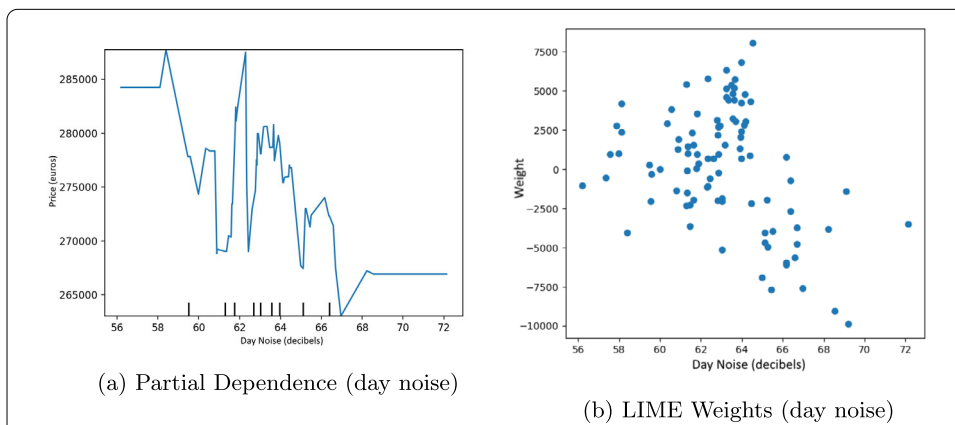 285000
280000
275000
270000
265000
Price (euros)
56 58 60 62 64 66 68 70 72
Day Noise (decibels)
(a) Partial Dependence (day noise)
7500
5000
2500
0
−2500
−5000
−7500
−10000
Weight
56 58 60 62 64 66 68 70 72
Day Noise (decibels)
(b) LIME Weights (day noise)